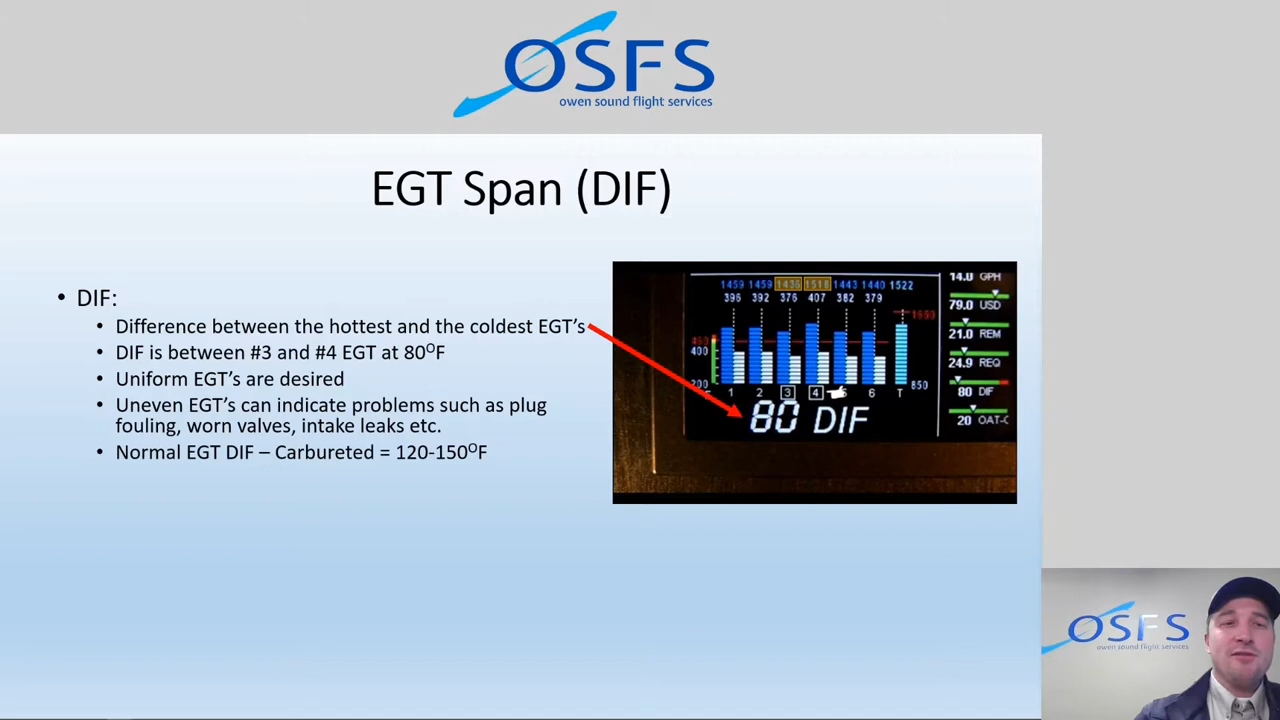 OSFS
owen sound flight services
EGT Span (DIF)
• DIF:
• Difference between the hottest and the coldest EGT’s
• DIF is between #3 and #4 EGT at 80⁰F
• Uniform EGT’s are desired
• Uneven EGT’s can indicate problems such as plug
fouling, worn valves, intake leaks etc.
• Normal EGT DIF – Carbureted = 120-150⁰F
1459 1459 1436 1516 1443 1440 1522
396 392 376 407 382 379
1650
400
850
1 2 3 4 6 T
80 DIF
14.0 GPH
79.0 USD
21.0 REM
24.9 REQ
80 DIF
20 OAT-C
OSFS
owen sound flight services